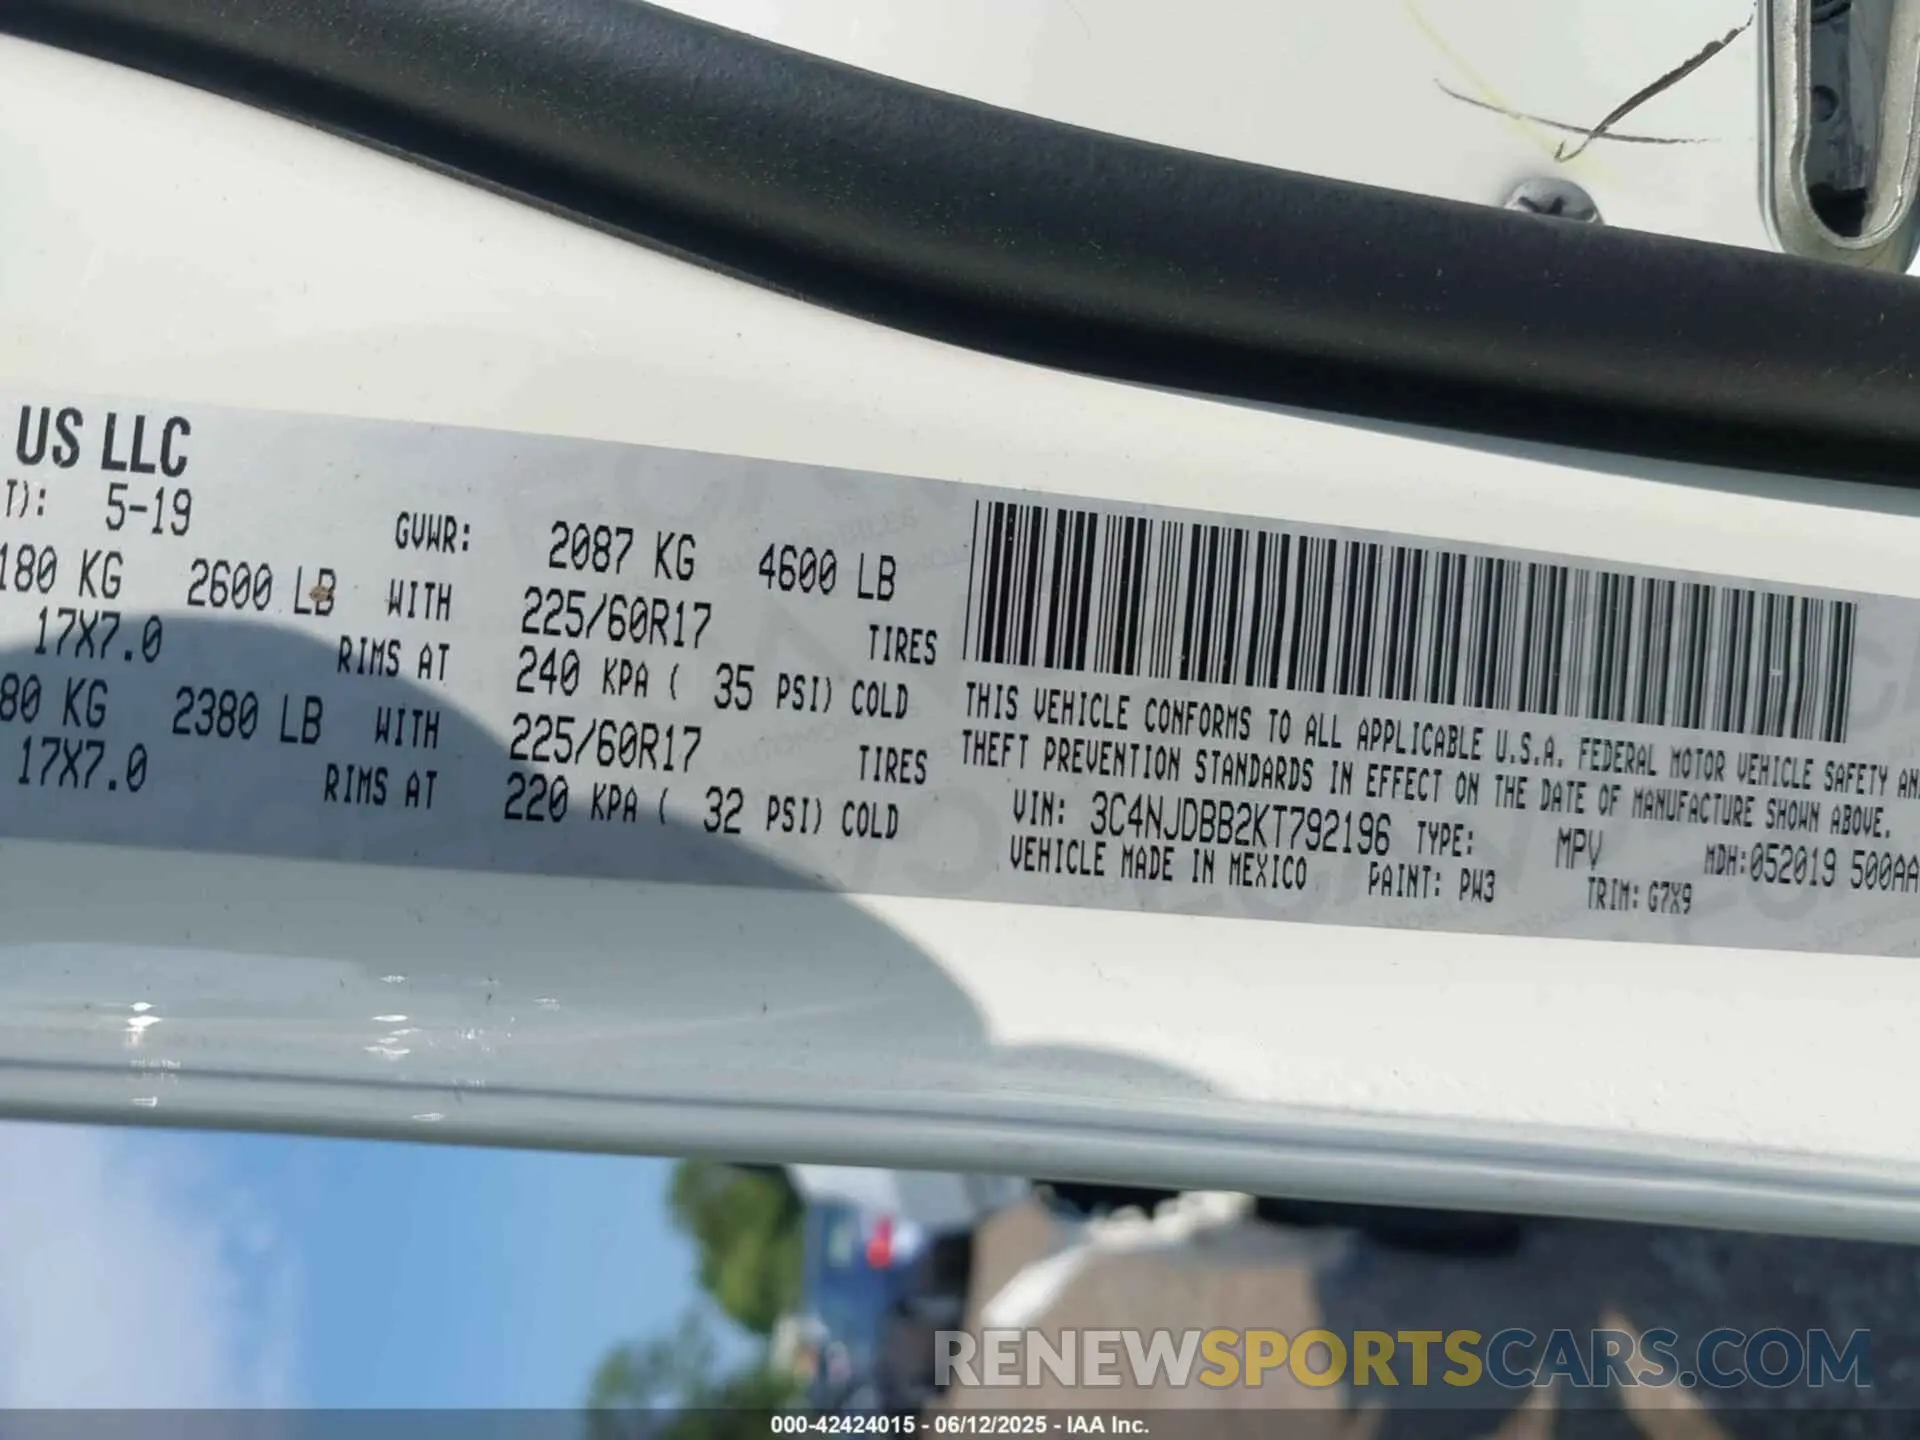 US LLC
T): 5-19
GVWR: 2087 KG 4600 LB
180 KG 2600 LB WITH 225/60R17 TIRES
17X7.0 RIMS AT 240 KPA ( 35 PSI) COLD
80 KG 2380 LB WITH 225/60R17 TIRES
17X7.0 RIMS AT 220 KPA ( 32 PSI) COLD
THIS VEHICLE CONFORMS TO ALL APPLICABLE U.S.A. FEDERAL MOTOR VEHICLE SAFETY AN
THEFT PREVENTION STANDARDS IN EFFECT ON THE DATE OF MANUFACTURE SHOWN ABOVE.
VIN: 3C4NJDBB2KT792196 TYPE: MPV MDH:052019 500AA
VEHICLE MADE IN MEXICO PAINT: PW3 TRIM: G7X9
RENEWSPORTSCARS.COM
000-42424015 - 06/12/2025 - IAA Inc.